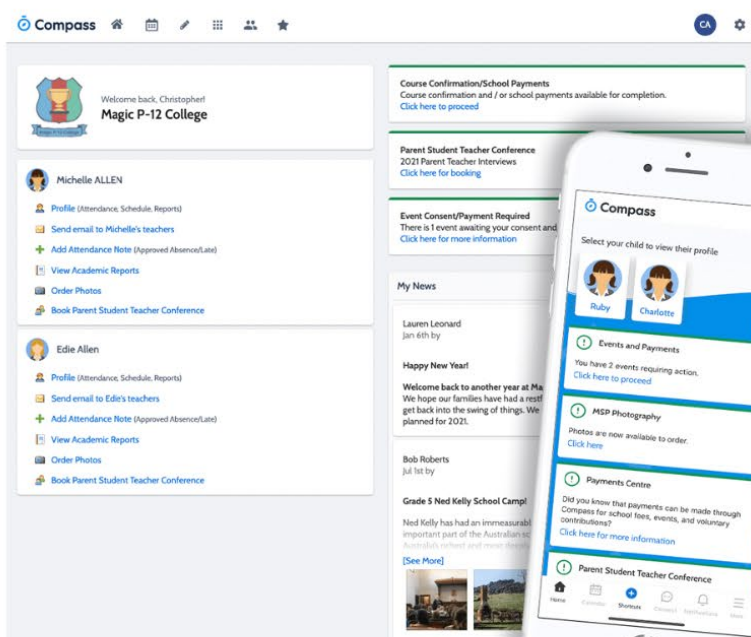 Compass
CA
Welcome back, Christopher!
Magic P-12 College
Michelle ALLEN
Profile (Attendance, Schedule, Reports)
Send email to Michelle's teachers
Add Attendance Note (Approved Absence/Late)
View Academic Reports
Order Photos
Book Parent Student Teacher Conference
Edie Allen
Profile (Attendance, Schedule, Reports)
Send email to Edie's teachers
Add Attendance Note (Approved Absence/Late)
View Academic Reports
Order Photos
Book Parent Student Teacher Conference
Course Confirmation/School Payments
Course confirmation and / or school payments available for completion.
Click here to proceed
Parent Student Teacher Conference
2021 Parent Teacher Interviews
Click here for booking
Event Consent/Payment Required
There is 1 event awaiting your consent and
Click here for more information
My News
Lauren Leonard
Jan 6th by
Happy New Year!
Welcome back to another year at Ma
We hope our families have had a restf
get back into the swing of things. We
planned for 2021.
Bob Roberts
Jul 1st by
Grade 5 Ned Kelly School Camp!
Ned Kelly has had an immeasurabl
important part of the Australian sc
[See More]
Compass
Select your child to view their profile
Ruby
Charlotte
Events and Payments
You have 2 events requiring action.
Click here to proceed
MSP Photography
Photos are now available to order.
Click here
Payments Centre
Did you know that payments can be made through
Compass for school fees, events, and voluntary
contributions?
Click here for more information
Parent Student Teacher Conference
Home
Calendar
Shortcuts
Connect
More